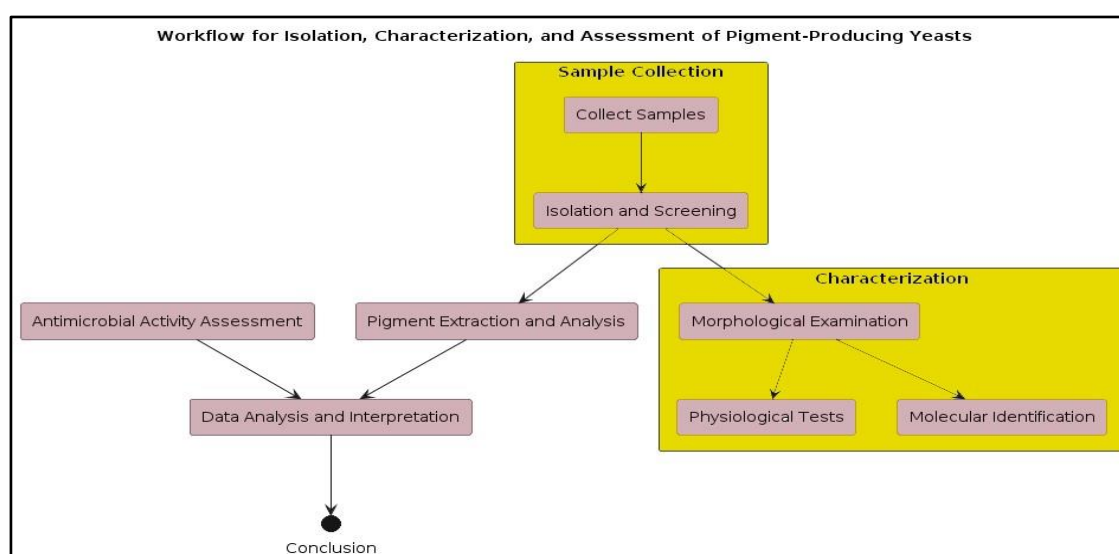 Workflow for Isolation, Characterization, and Assessment of Pigment-Producing Yeasts
Sample Collection
Collect Samples
Isolation and Screening
Characterization
Antimicrobial Activity Assessment
Pigment Extraction and Analysis
Morphological Examination
Data Analysis and Interpretation
Physiological Tests
Molecular Identification
Conclusion